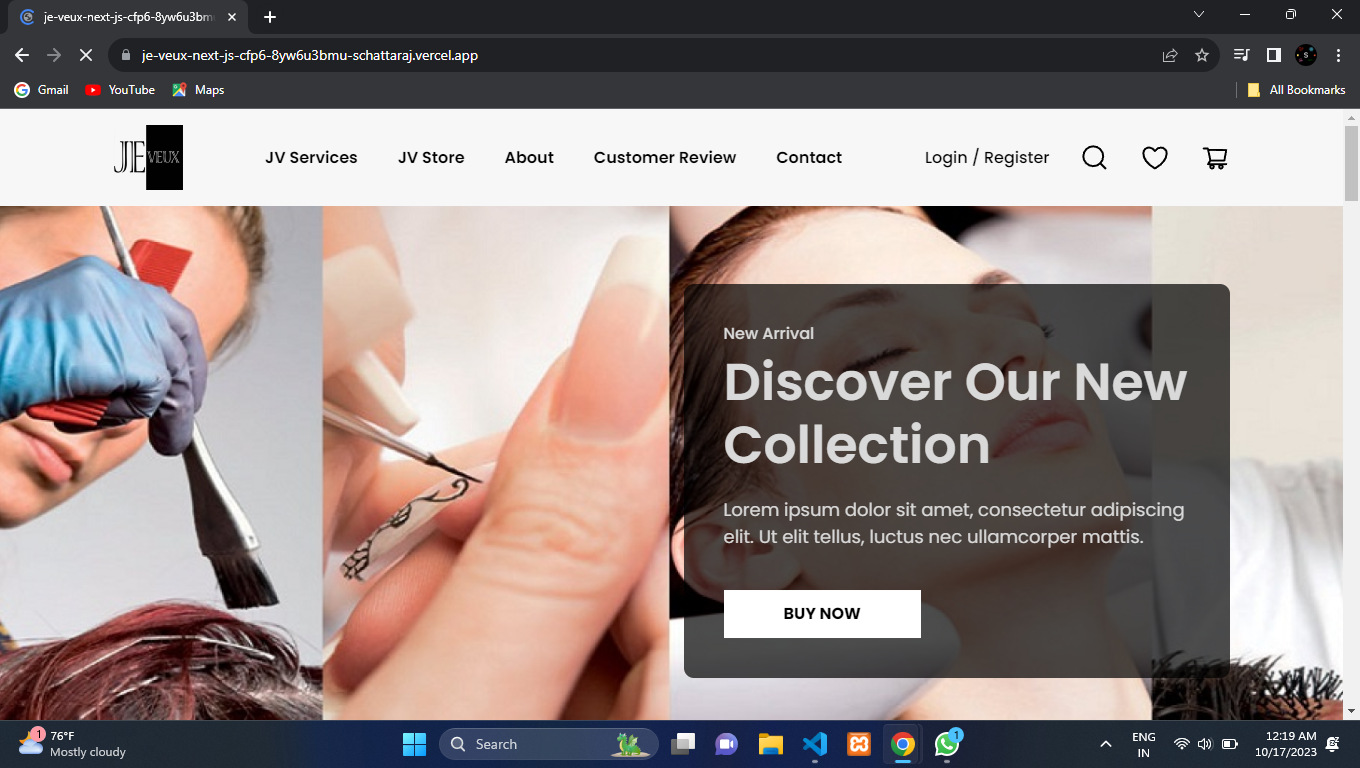 je-veux-next-js-cfp6-8yw6u3bm
je-veux-next-js-cfp6-8yw6u3bmu-schattaraj.vercel.app
S
Gmail
YouTube
Maps
All Bookmarks
JE VEUX
JV Services
JV Store
About
Customer Review
Contact
Login / Register
New Arrival
Discover Our New
Collection
Lorem ipsum dolor sit amet, consectetur adipiscing
elit. Ut elit tellus, luctus nec ullamcorper mattis.
BUY NOW
1
76°F
Mostly cloudy
Search
1
ENG
IN
12:19 AM
10/17/2023